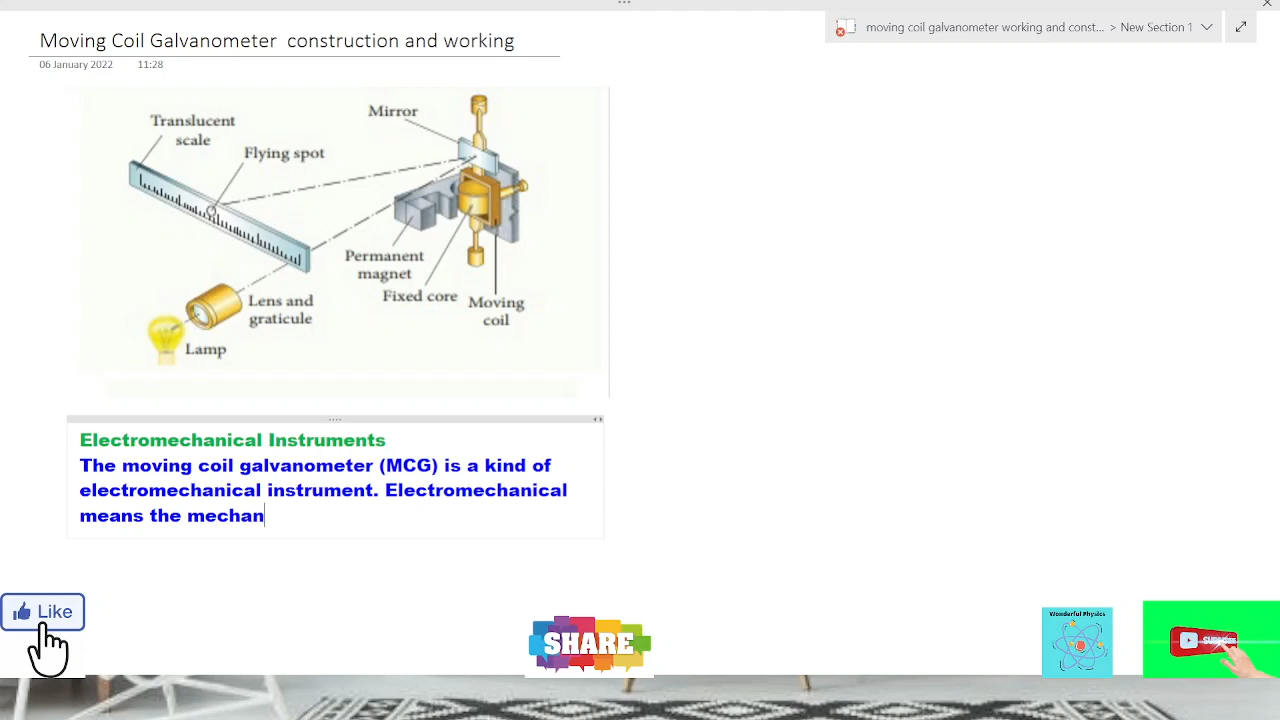 moving coil galvanometer working and const... > New Section 1
Moving Coil Galvanometer construction and working
06 January 2022 11:28
Translucent
scale
Flying spot
Mirror
Permanent
magnet
Fixed core
Moving
coil
Lens and
graticule
Lamp
Electromechanical Instruments
The moving coil galvanometer (MCG) is a kind of
electromechanical instrument. Electromechanical
means the mechan
Like
SHARE
Wonderful Physics